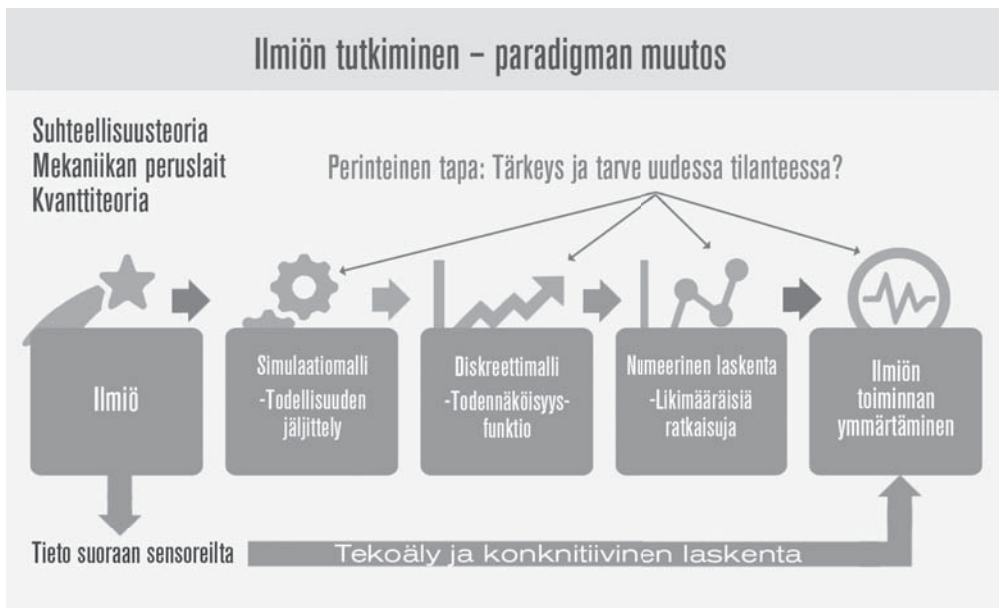 Ilmiön tutkiminen – paradigman muutos
Suhteellisuusteoria
Mekaniikan peruslait
Kvanttiteoria
Perinteinen tapa: Tärkeys ja tarve uudessa tilanteessa?
Ilmiö
Simulaatiomalli
-Todellisuuden
jäljittely
Diskreettimalli
-Todennäköisyys-
funktio
Numeerinen laskenta
-Likimääräisiä
ratkaisuja
Ilmiön
toiminnan
ymmärtäminen
Tieto suoraan sensoreilta
Tekoäly ja konknitiivinen laskenta